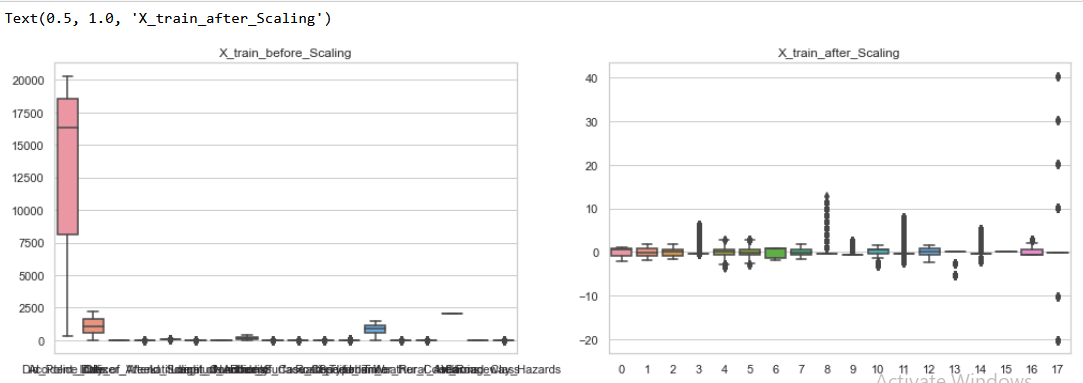 Text(0.5, 1.0, 'X_train_after_Scaling')
X_train_before_Scaling
20000
17500
15000
12500
10000
7500
5000
2500
0
Hazards
X_train_after_Scaling
40
30
20
10
0
−10
−20
0 1 2 3 4 5 6 7 8 9 10 11 12 13 14 15 16 17
Activate Windows